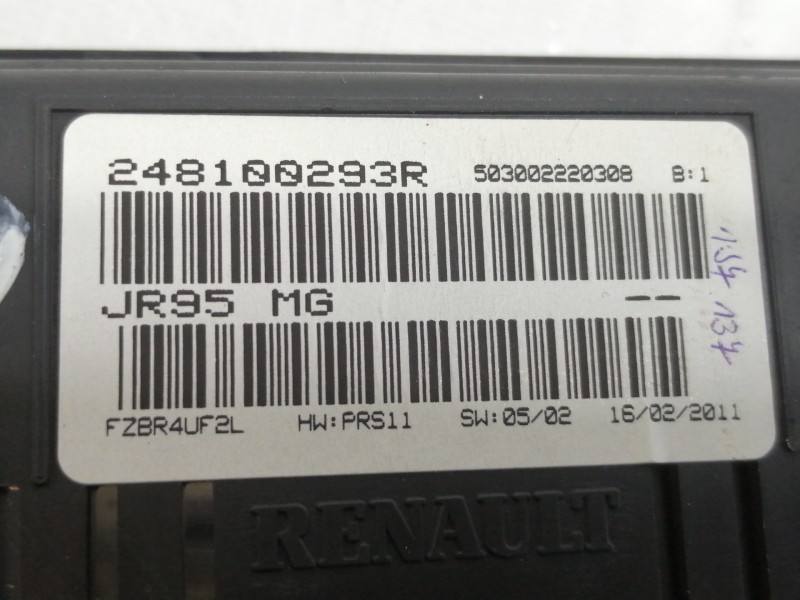 248100293R 503002220308 B:1
JR95 MG --
FZBR4UF2L HW:PRS11 SW:05/02 16/02/2011
RENAULT